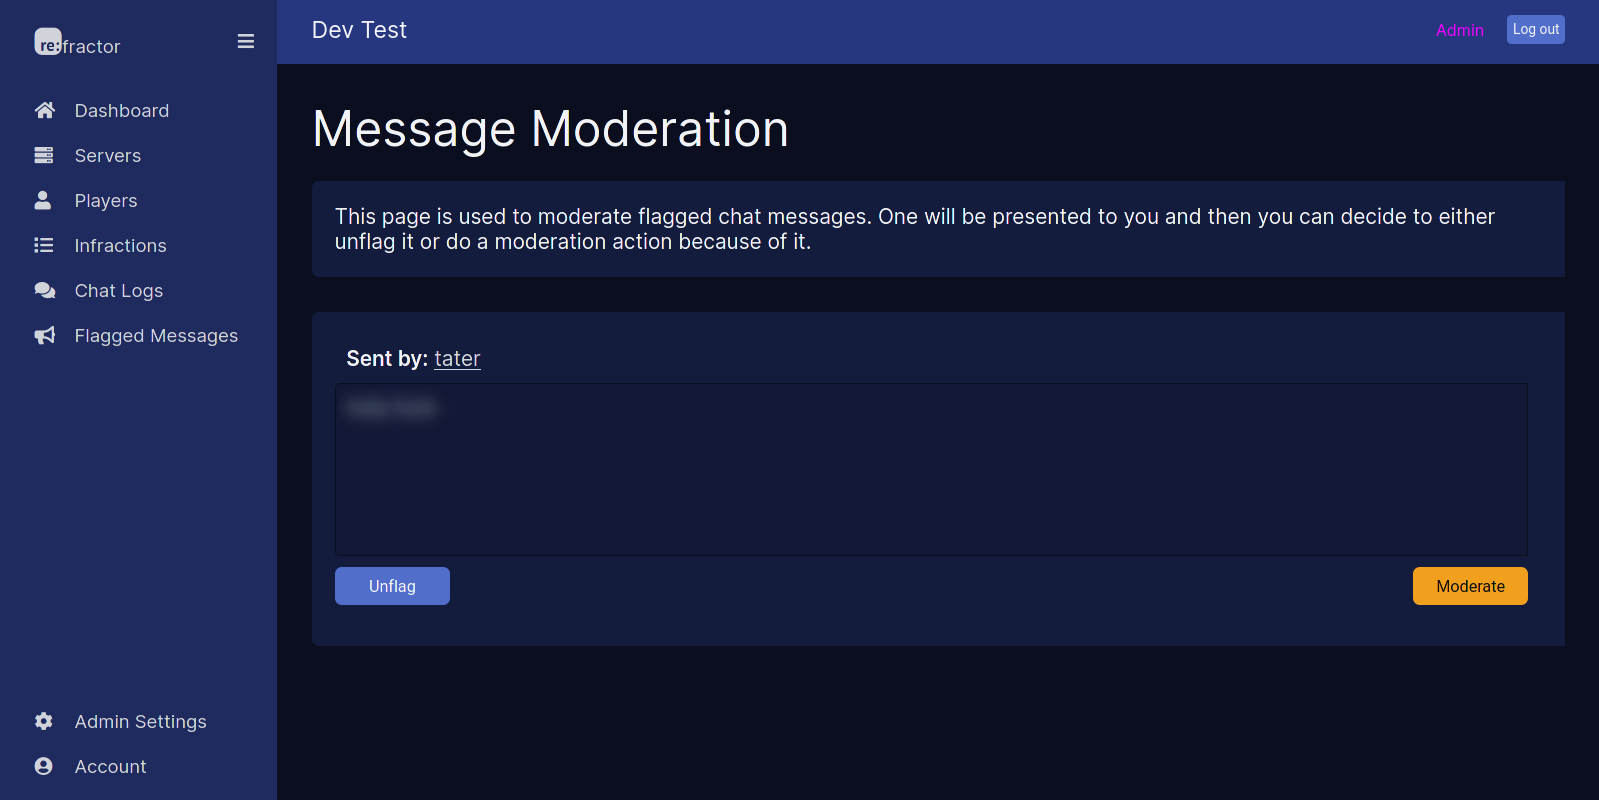 re:fractor
Dashboard
Servers
Players
Infractions
Chat Logs
Flagged Messages
Admin Settings
Account
Dev Test
Admin
Log out
Message Moderation
This page is used to moderate flagged chat messages. One will be presented to you and then you can decide to either
unflag it or do a moderation action because of it.
Sent by: tater
Unflag
Moderate